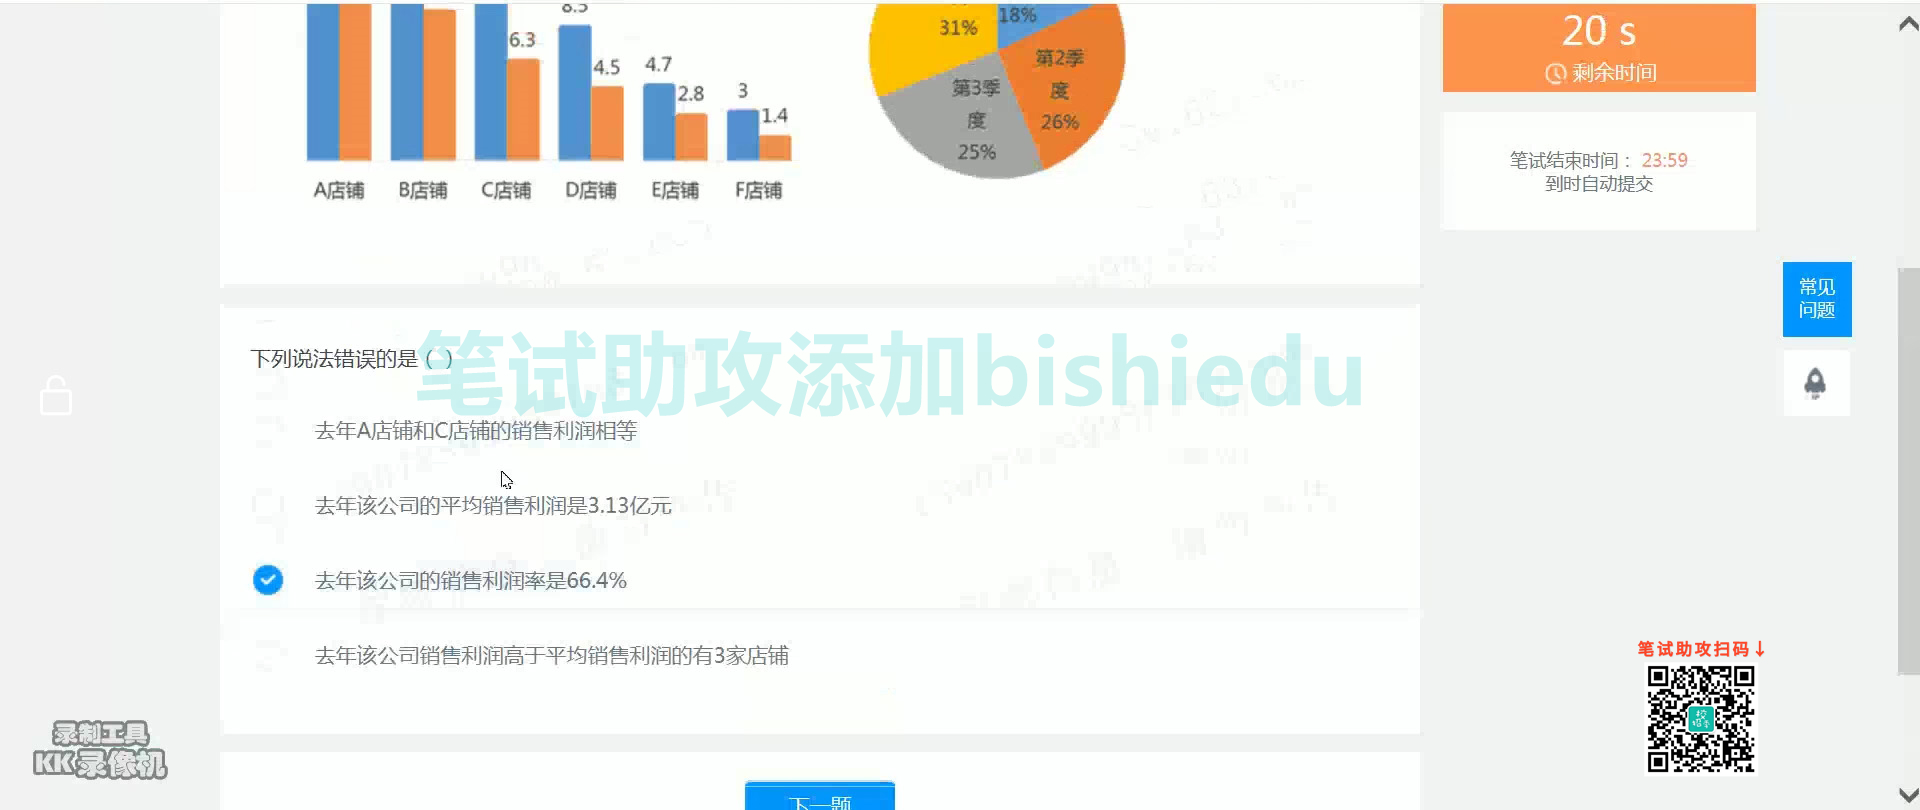 18%
31%
20 s
剩余时间
8.5
6.3
4.5
4.7
2.8
3
1.4
第2季
度
26%
第3季
度
25%
A店铺
B店铺
C店铺
D店铺
E店铺
F店铺
笔试结束时间： 23:59
到时自动提交
常见
问题
下列说法错误的是 ( )
笔试助攻添加bishiedu
去年A店铺和C店铺的销售利润相等
去年该公司的平均销售利润是3.13亿元
去年该公司的销售利润率是66.4%
去年该公司销售利润高于平均销售利润的有3家店铺
笔试助攻扫码↓
录制工具
KK录像机
下一题